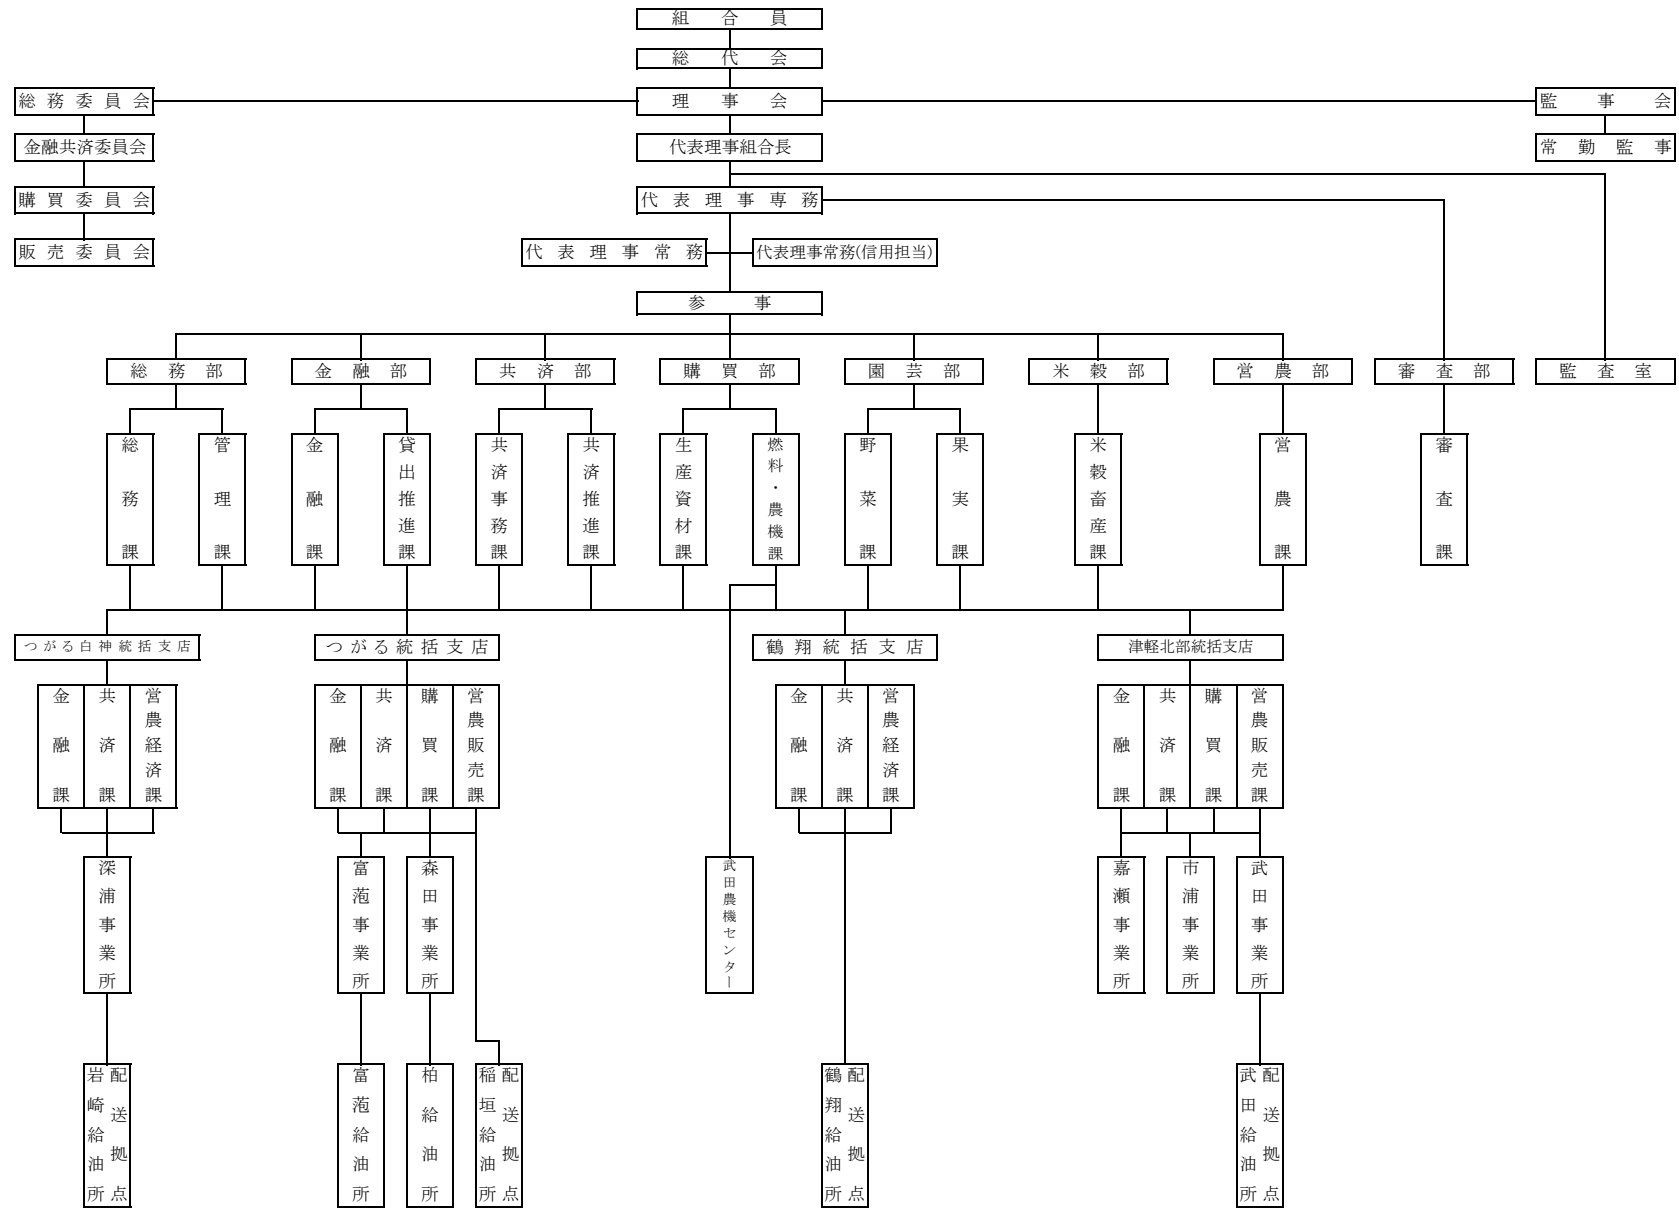 組合員
総代会
総務委員会
理事会
監事会
金融共済委員会
代表理事組合長
常勤監事
購買委員会
代表理事専務
販売委員会
代表理事常務
代表理事常務(信用担当)
参事
総務部
金融部
共済部
購買部
園芸部
米穀部
営農部
審査部
監査室
総務課
管理課
金融課
貸出推進課
共済事務課
共済推進課
生産資材課
燃料・農機課
野菜課
果実課
米穀畜産課
営農課
審査課
つがる白神統括支店
つがる統括支店
鶴翔統括支店
津軽北部統括支店
金融課
共済課
営農経済課
金融課
共済課
購買課
営農販売課
金融課
共済課
営農経済課
金融課
共済課
購買課
営農販売課
深浦事業所
富萢事業所
森田事業所
武田農機センター
嘉瀬事業所
市浦事業所
武田事業所
岩崎給油所
配送拠点
富萢給油所
柏給油所
稲垣給油所
配送拠点
鶴翔給油所
配送拠点
武田給油所
配送拠点